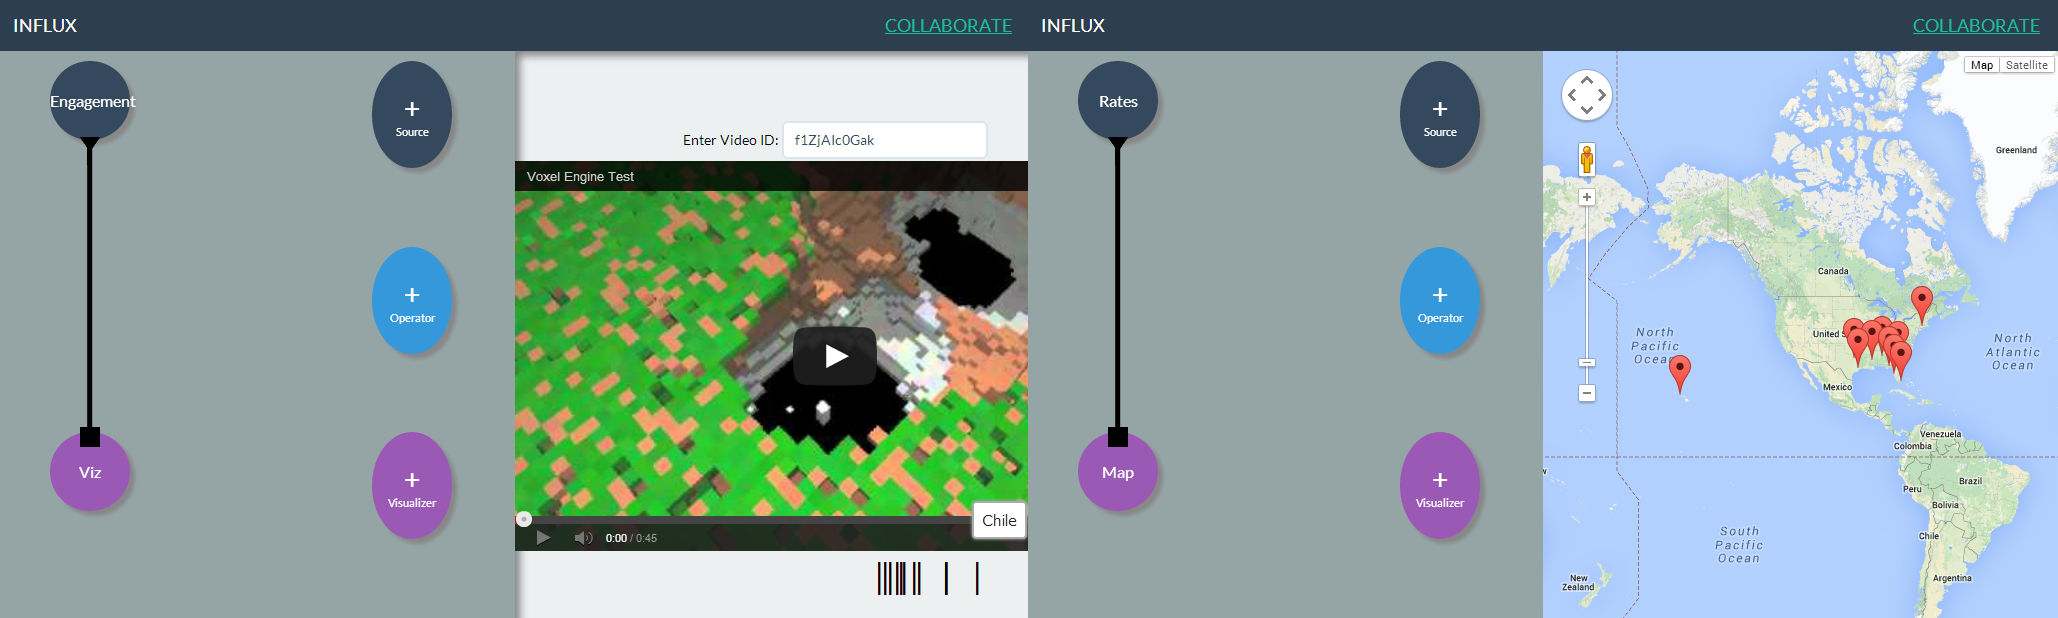 INFLUX
COLLABORATE
Engagement
+
Source
+
Operator
Viz
+
Visualizer
Enter Video ID: f1ZjAIc0Gak
Voxel Engine Test
Chile
0:00 / 0:45
INFLUX
COLLABORATE
Rates
+
Source
+
Operator
Map
+
Visualizer
Map Satellite
Greenland
Canada
North
Pacific
Ocean
United S
North
Atlantic
Ocean
Mexico
Venezuela
Colombia
Peru
Brazil
Bolivia
Chile
South
Pacific
Ocean
Argentina
New
Zealand